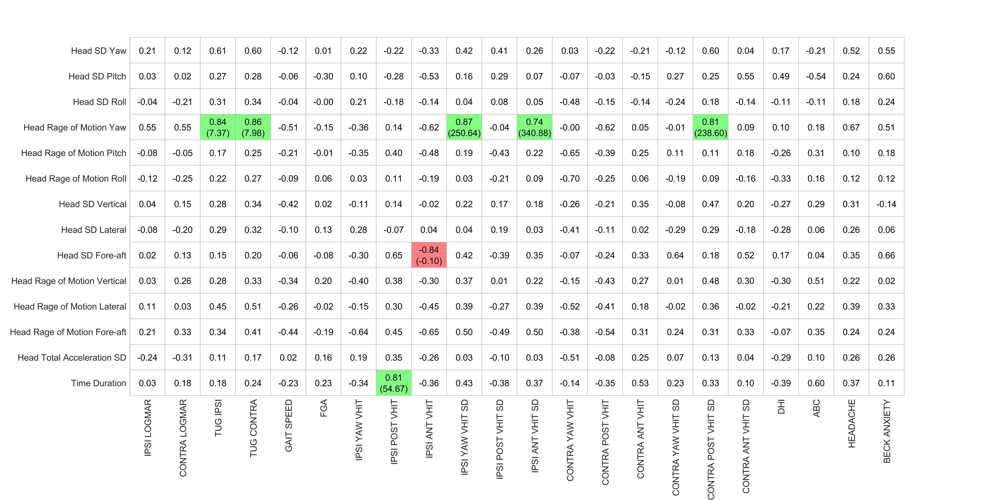 Head SD Yaw 0.21 0.12 0.61 0.60 -0.12 0.01 0.22 -0.22 -0.33 0.42 0.41 0.26 0.03 -0.22 -0.21 -0.12 0.60 0.04 0.17 -0.21 0.52 0.55
Head SD Pitch 0.03 0.02 0.27 0.28 -0.06 -0.30 0.10 -0.28 -0.53 0.16 0.29 0.07 -0.07 -0.03 -0.15 0.27 0.25 0.55 0.49 -0.54 0.24 0.60
Head SD Roll -0.04 -0.21 0.31 0.34 -0.04 -0.00 0.21 -0.18 -0.14 0.04 0.08 0.05 -0.48 -0.15 -0.14 -0.24 0.18 -0.14 -0.11 -0.11 0.18 0.24
Head Rage of Motion Yaw 0.55 0.55 0.84 (7.37) 0.86 (7.98) -0.51 -0.15 -0.36 0.14 -0.62 0.87 (250.64) -0.04 0.74 (340.88) -0.00 -0.62 0.05 -0.01 0.81 (238.60) 0.09 0.10 0.18 0.67 0.51
Head Rage of Motion Pitch -0.08 -0.05 0.17 0.25 -0.21 -0.01 -0.35 0.40 -0.48 0.19 -0.43 0.22 -0.65 -0.39 0.25 0.11 0.11 0.18 -0.26 0.31 0.10 0.18
Head Rage of Motion Roll -0.12 -0.25 0.22 0.27 -0.09 0.06 0.03 0.11 -0.19 0.03 -0.21 0.09 -0.70 -0.25 0.06 -0.19 0.09 -0.16 -0.33 0.16 0.12 0.12
Head SD Vertical 0.04 0.15 0.28 0.34 -0.42 0.02 -0.11 0.14 -0.02 0.22 0.17 0.18 -0.26 -0.21 0.35 -0.08 0.47 0.20 -0.27 0.29 0.31 -0.14
Head SD Lateral -0.08 -0.20 0.29 0.32 -0.10 0.13 0.28 -0.07 0.04 0.04 0.19 0.03 -0.41 -0.11 0.02 -0.29 0.29 -0.18 -0.28 0.06 0.26 0.06
Head SD Fore-aft 0.02 0.13 0.15 0.20 -0.06 -0.08 -0.30 0.65 -0.84 (-0.10) 0.42 -0.39 0.35 -0.07 -0.24 0.33 0.64 0.18 0.52 0.17 0.04 0.35 0.66
Head Rage of Motion Vertical 0.03 0.26 0.28 0.33 -0.34 0.20 -0.40 0.38 -0.30 0.37 0.01 0.22 -0.15 -0.43 0.27 0.01 0.48 0.30 -0.30 0.51 0.22 0.02
Head Rage of Motion Lateral 0.11 0.03 0.45 0.51 -0.26 -0.02 -0.15 0.30 -0.45 0.39 -0.27 0.39 -0.52 -0.41 0.18 -0.02 0.36 -0.02 -0.21 0.22 0.39 0.33
Head Rage of Motion Fore-aft 0.21 0.33 0.34 0.41 -0.44 -0.19 -0.64 0.45 -0.65 0.50 -0.49 0.50 -0.38 -0.54 0.31 0.24 0.31 0.33 -0.07 0.35 0.24 0.24
Head Total Acceleration SD -0.24 -0.31 0.11 0.17 0.02 0.16 0.19 0.35 -0.26 0.03 -0.10 0.03 -0.51 -0.08 0.25 0.07 0.13 0.04 -0.29 0.10 0.26 0.26
Time Duration 0.03 0.18 0.18 0.24 -0.23 0.23 -0.34 0.81 (54.67) -0.36 0.43 -0.38 0.37 -0.14 -0.35 0.53 0.23 0.33 0.10 -0.39 0.60 0.37 0.11
IPSI LOGMAR
CONTRA LOGMAR
TUG IPSI
TUG CONTRA
GAIT SPEED
FGA
IPSI YAW VHIT
IPSI POST VHIT
IPSI ANT VHIT
IPSI YAW VHIT SD
IPSI POST VHIT SD
IPSI ANT VHIT SD
CONTRA YAW VHIT
CONTRA POST VHIT
CONTRA ANT VHIT
CONTRA YAW VHIT SD
CONTRA POST VHIT SD
CONTRA ANT VHIT SD
DHI
ABC
HEADACHE
BECK ANXIETY